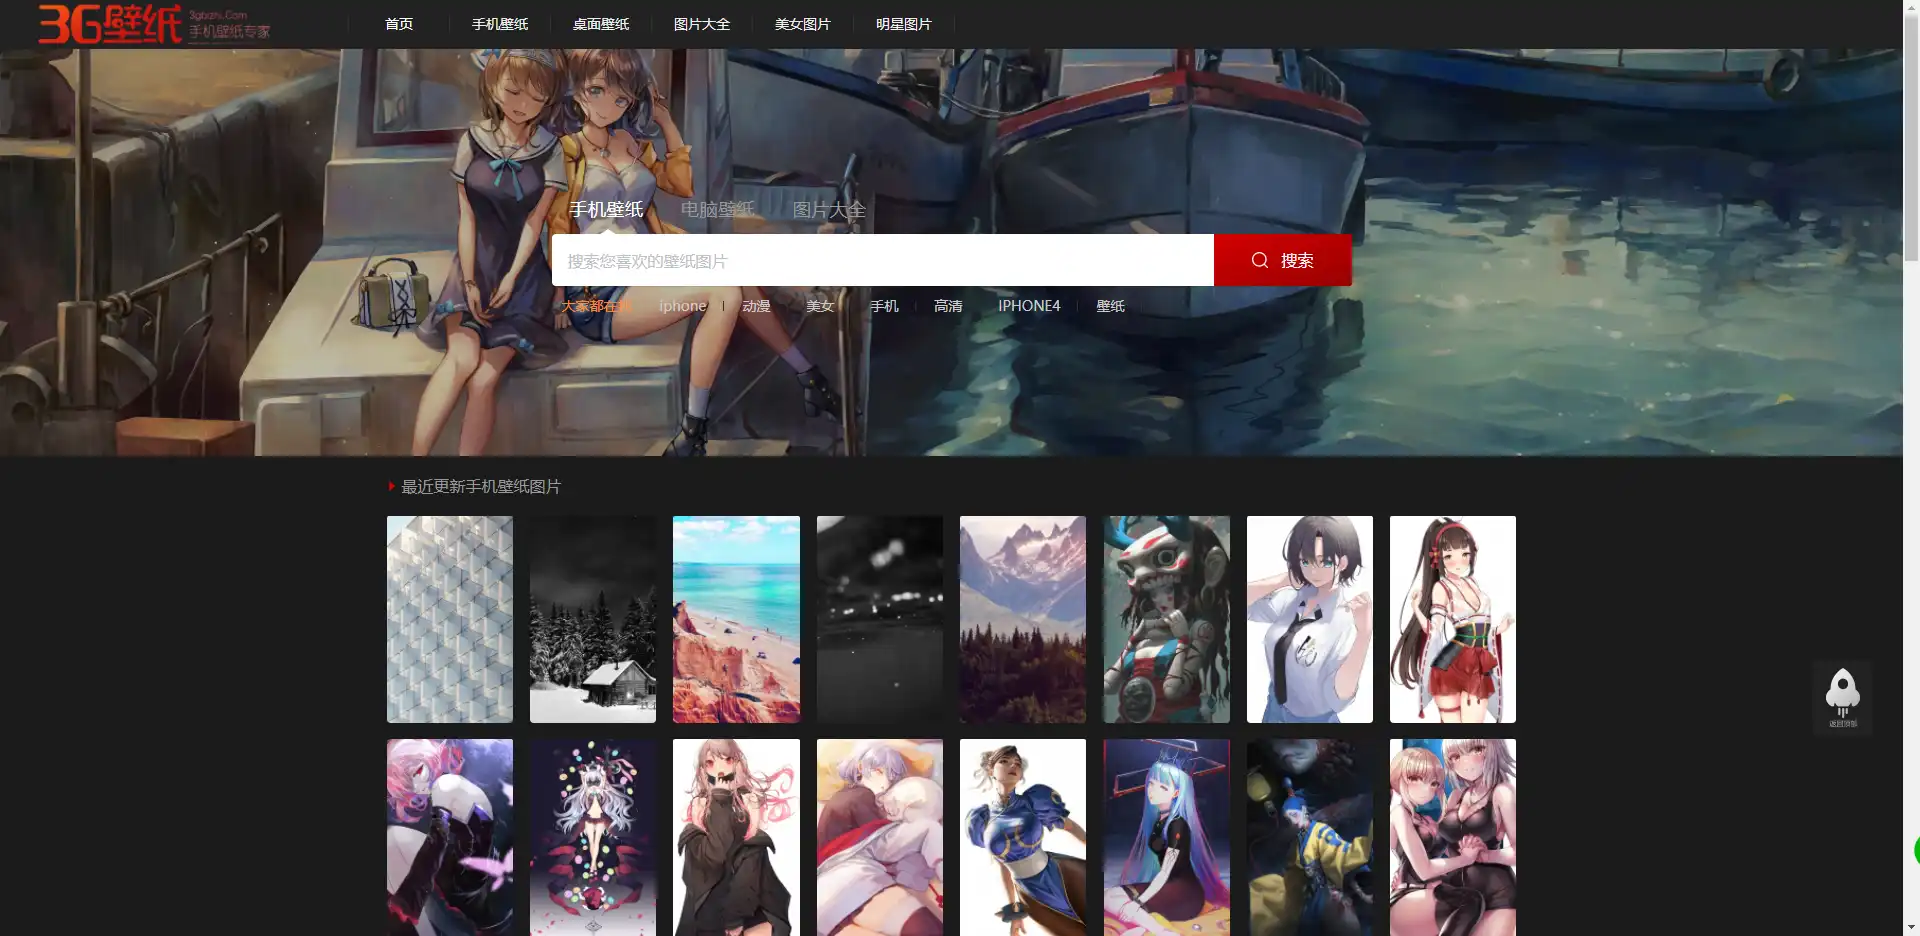 3G壁纸
3gbizhi.Com
手机壁纸专家
首页 手机壁纸 桌面壁纸 图片大全 美女图片 明星图片
手机壁纸 电脑壁纸 图片大全
搜索您喜欢的壁纸图片 搜索
大家都在 iphone 动漫 美女 手机 高清 IPHONE4 壁纸
最近更新手机壁纸图片